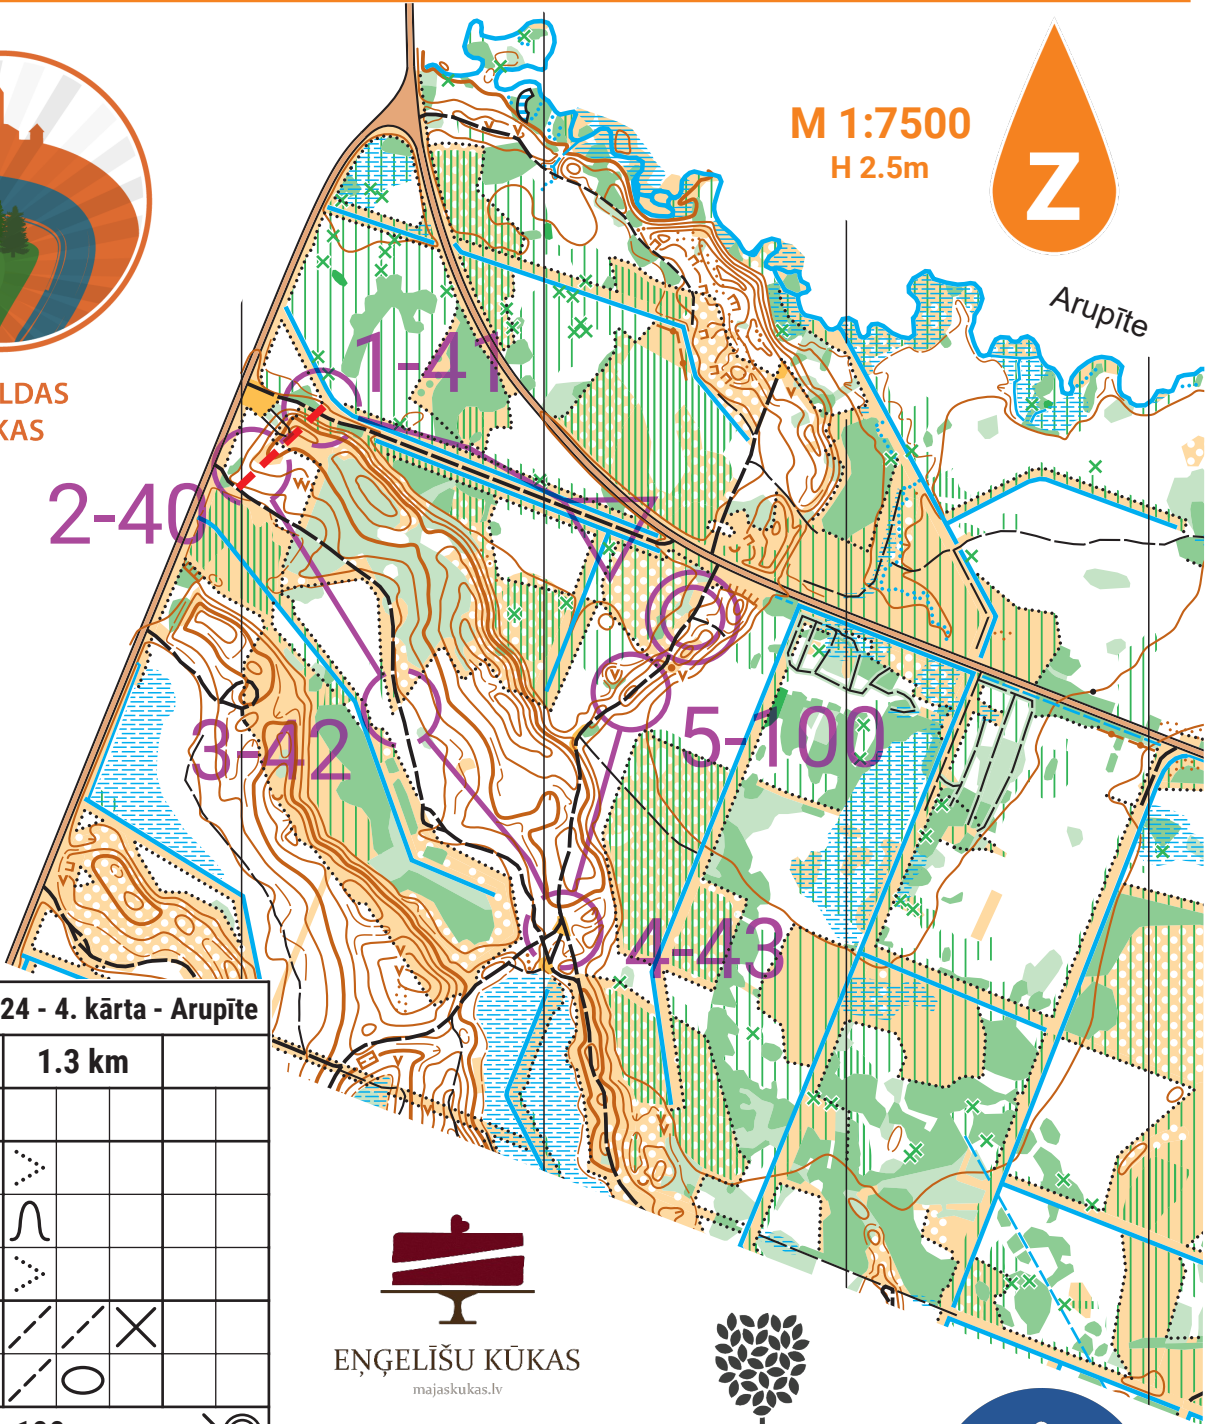 M 1:7500
H 2.5m
Z
Arupīte
LDAS
KAS
1-41
2-40
3-42
5-100
4-43
24 - 4. kārta - Arupīte
1.3 km
EŅĢELĪŠU KŪKAS
majaskukas.lv